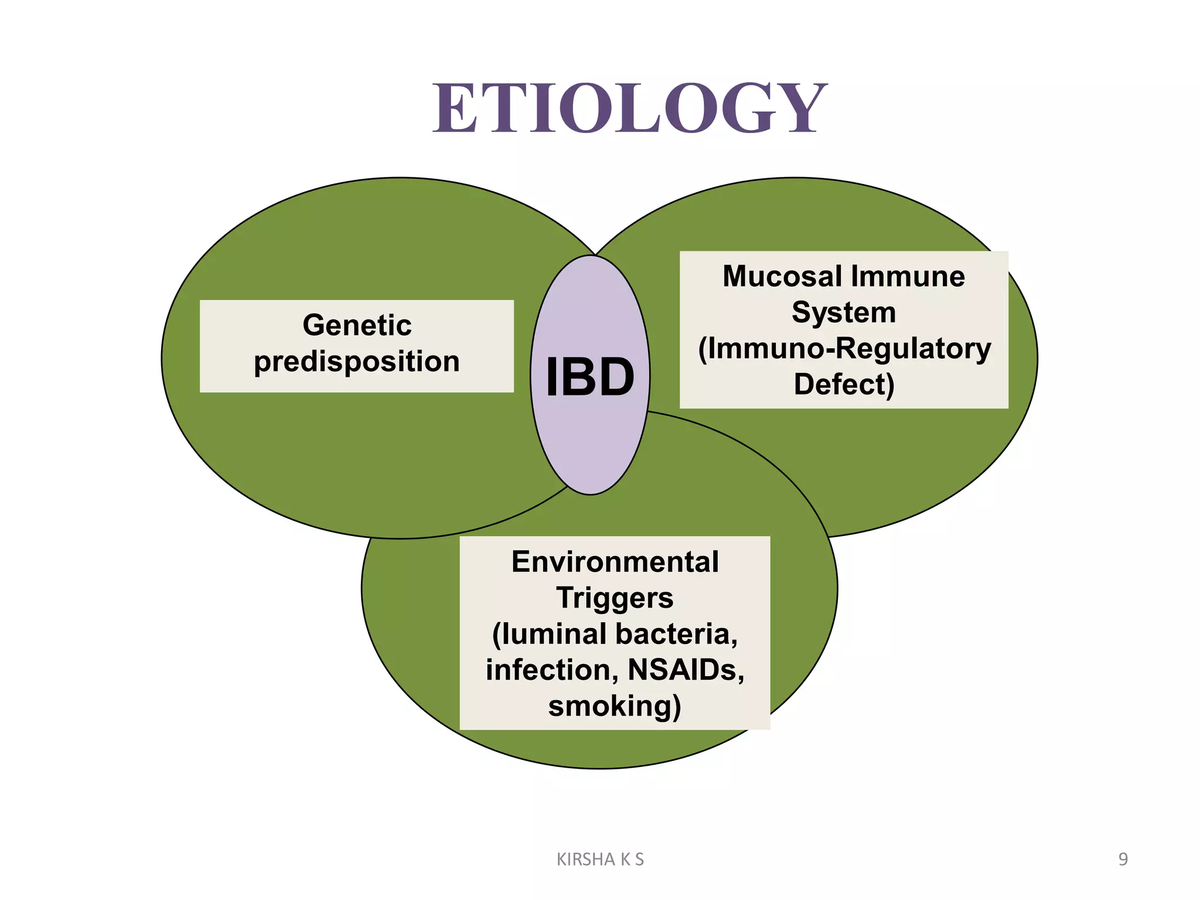 ETIOLOGY
Genetic
predisposition
IBD
Mucosal Immune
System
(Immuno-Regulatory
Defect)
Environmental
Triggers
(luminal bacteria,
infection, NSAIDs,
smoking)
KIRSHA K S
9